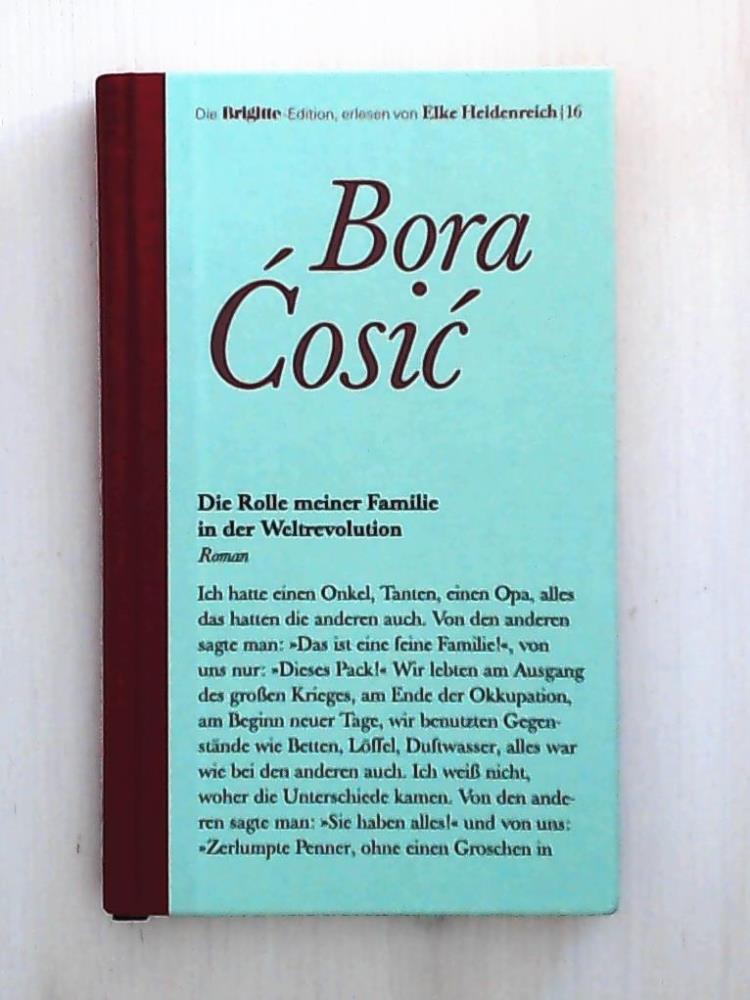 Die Brigitte-Edition, erlesen von Elke Heidenreich | 16
Bora
Ćosić
Die Rolle meiner Familie
in der Weltrevolution
Roman
Ich hatte einen Onkel, Tanten, einen Opa, alles
das hatten die anderen auch. Von den anderen
sagte man: »Das ist eine feine Familie!«, von
uns nur: »Dieses Pack!« Wir lebten am Ausgang
des großen Krieges, am Ende der Okkupation,
am Beginn neuer Tage, wir benutzten Gegen-
stände wie Betten, Löffel, Duftwasser, alles war
wie bei den anderen auch. Ich weiß nicht,
woher die Unterschiede kamen. Von den ande-
ren sagte man: »Sie haben alles!« und von uns:
»Zerlumpte Penner, ohne einen Groschen in